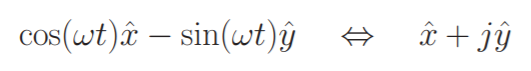 cos(ωt)x̂ − sin(ωt)ŷ ⇔ x̂ + jŷ